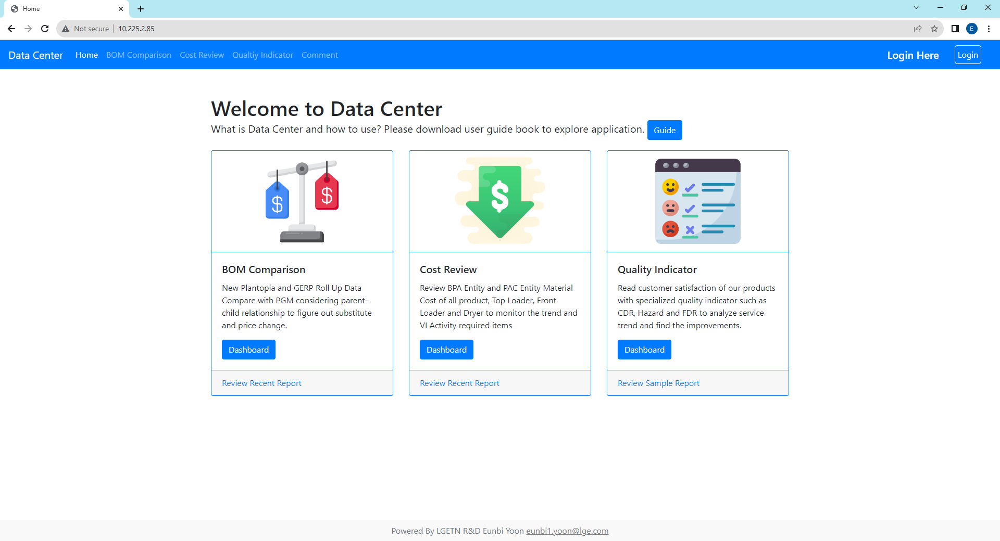 Home
Not secure 10.225.2.85
E
Data Center Home BOM Comparison Cost Review Qualtiy Indicator Comment Login Here Login
Welcome to Data Center
What is Data Center and how to use? Please download user guide book to explore application. Guide
$ $
$
BOM Comparison
New Plantopia and GERP Roll Up Data
Compare with PGM considering parent-
child relationship to figure out substitute
and price change.
Dashboard
Review Recent Report
Cost Review
Review BPA Entity and PAC Entity Material
Cost of all product, Top Loader, Front
Loader and Dryer to monitor the trend and
VI Activity required items
Dashboard
Review Recent Report
Quality Indicator
Read customer satisfaction of our products
with specialized quality indicator such as
CDR, Hazard and FDR to analyze service
trend and find the improvements.
Dashboard
Review Sample Report
Powered By LGETN R&D Eunbi Yoon eunbi1.yoon@lge.com